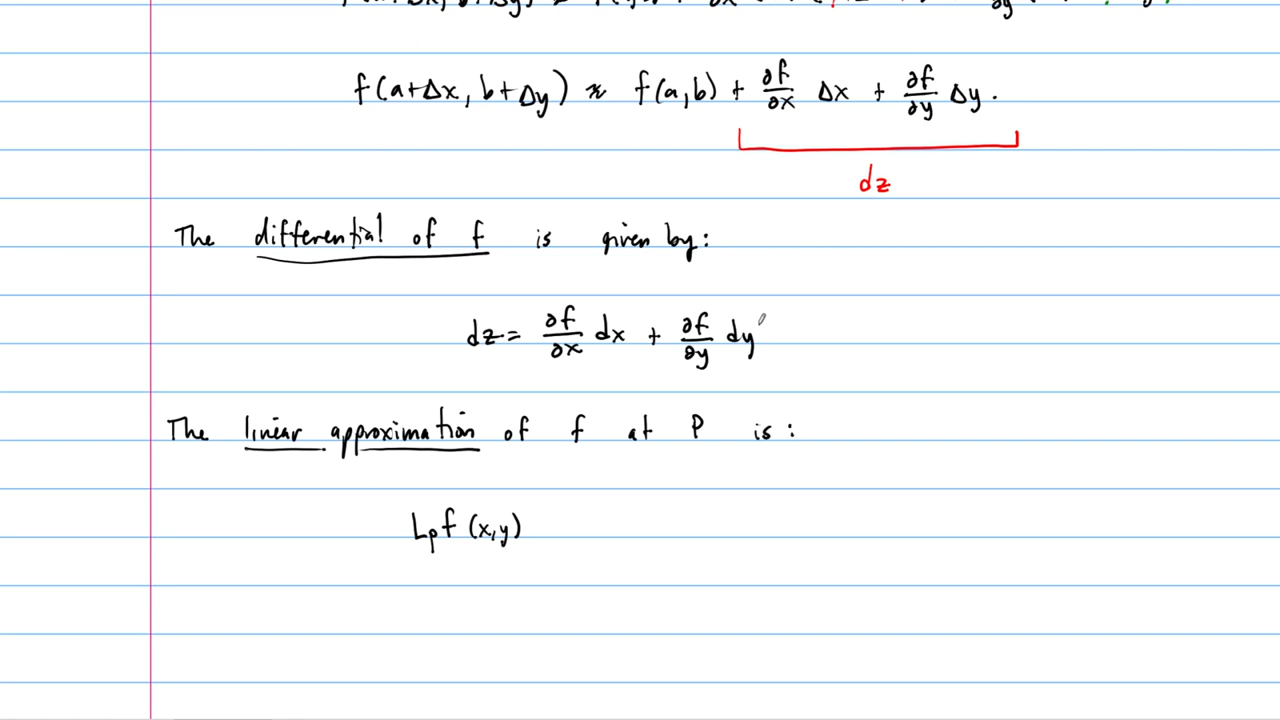 f(a+Δx, b+Δy) ≈ f(a,b) + ∂f/∂x Δx + ∂f/∂y Δy.
dz
The differential of f is given by:
dz = ∂f/∂x dx + ∂f/∂y dy
The linear approximation of f at P is:
L_P f (x,y)